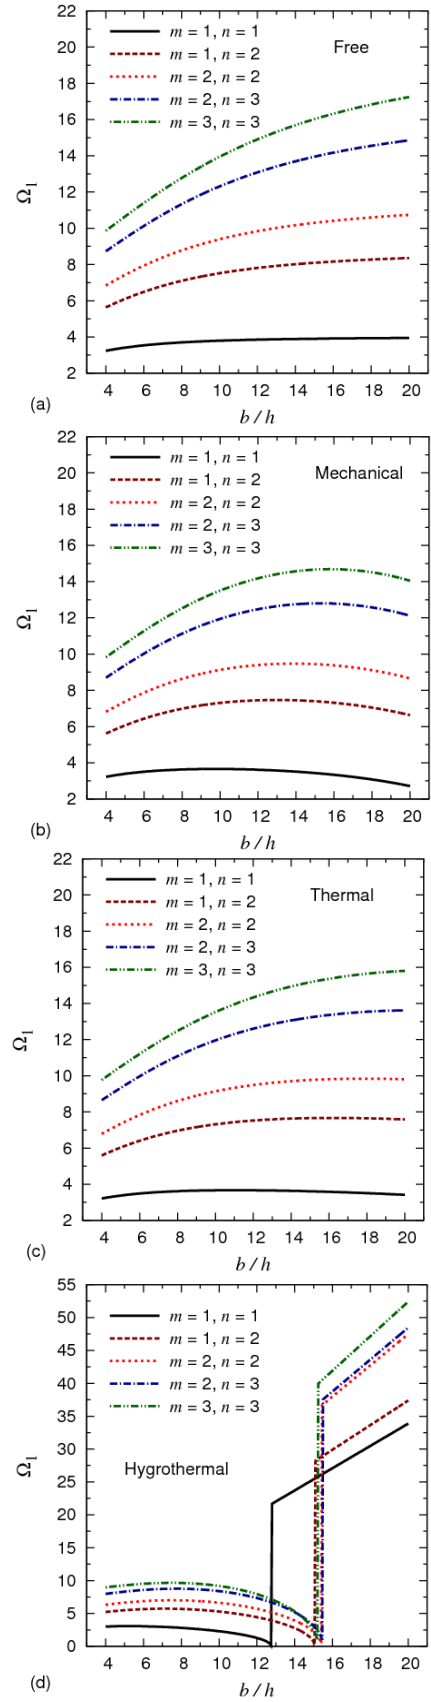 22
20
18
16
14
12
10
8
6
4
2
Ω1
m = 1, n = 1
m = 1, n = 2
m = 2, n = 2
m = 2, n = 3
m = 3, n = 3
Free
4 6 8 10 12 14 16 18 20
(a)
b / h
22
20
18
16
14
12
10
8
6
4
2
Ω1
m = 1, n = 1
m = 1, n = 2
m = 2, n = 2
m = 2, n = 3
m = 3, n = 3
Mechanical
4 6 8 10 12 14 16 18 20
(b)
b / h
22
20
18
16
14
12
10
8
6
4
2
Ω1
m = 1, n = 1
m = 1, n = 2
m = 2, n = 2
m = 2, n = 3
m = 3, n = 3
Thermal
4 6 8 10 12 14 16 18 20
(c)
b / h
55
50
45
40
35
30
25
20
15
10
5
0
Ω1
m = 1, n = 1
m = 1, n = 2
m = 2, n = 2
m = 2, n = 3
m = 3, n = 3
Hygrothermal
4 6 8 10 12 14 16 18 20
(d)
b / h